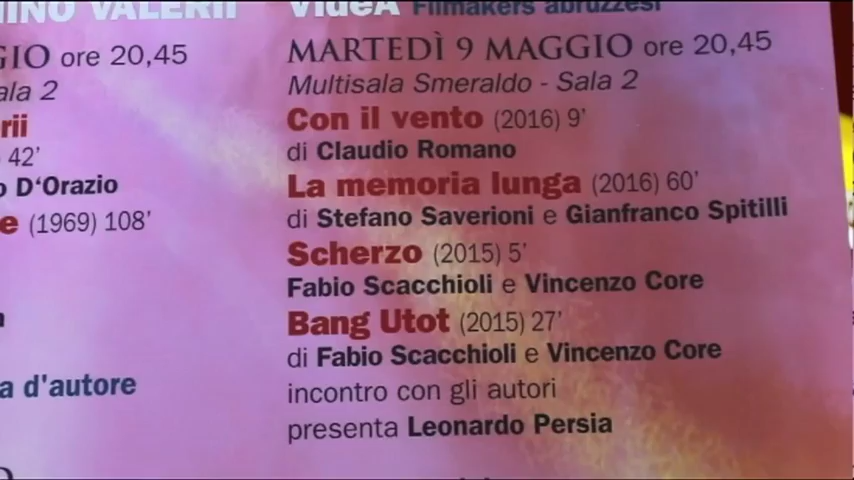 NINO VALERII
GIO ore 20,45
ala 2
rii
42'
o D'Orazio
e (1969) 108'
a d'autore
VideA Filmakers abruzzesi
MARTEDÌ 9 MAGGIO ore 20,45
Multisala Smeraldo - Sala 2
Con il vento (2016) 9'
di Claudio Romano
La memoria lunga (2016) 60'
di Stefano Saverioni e Gianfranco Spitilli
Scherzo (2015) 5'
Fabio Scacchioli e Vincenzo Core
Bang Utot (2015) 27'
di Fabio Scacchioli e Vincenzo Core
incontro con gli autori
presenta Leonardo Persia